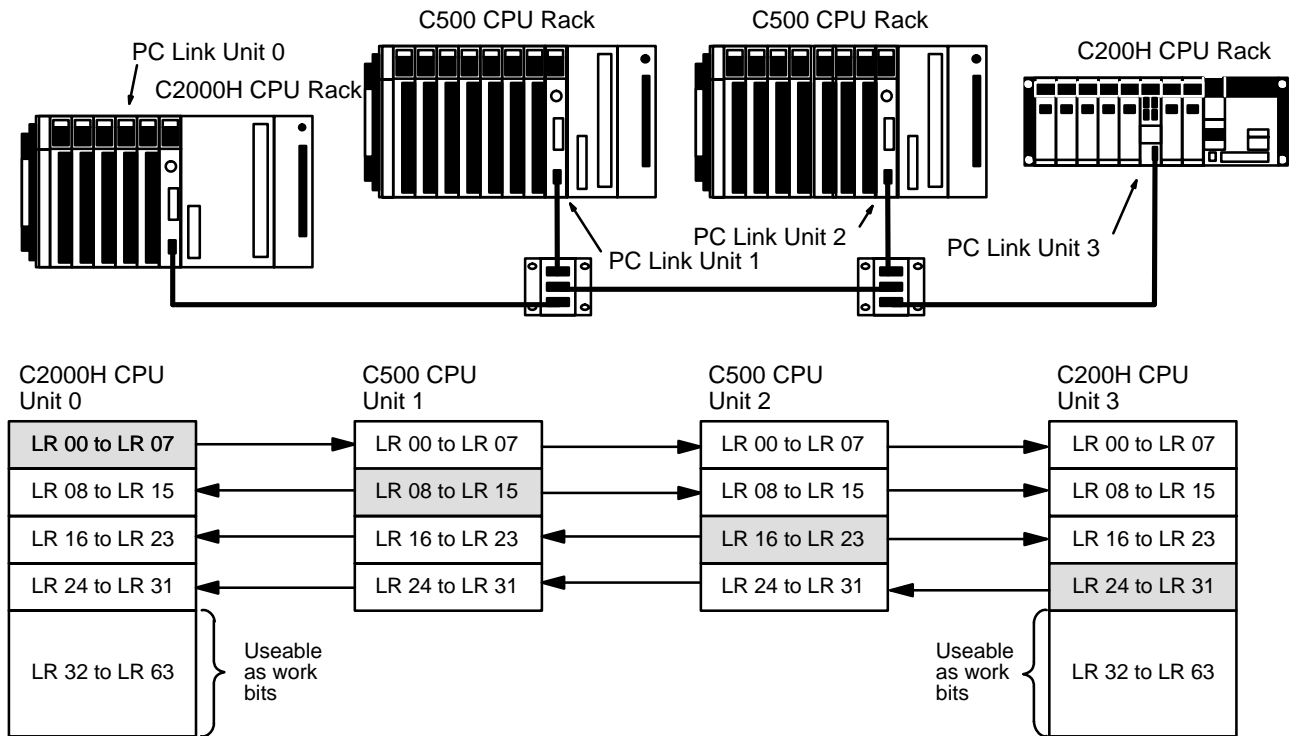 C500 CPU Rack
C500 CPU Rack
PC Link Unit 0
C2000H CPU Rack
C200H CPU Rack
PC Link Unit 1
PC Link Unit 2
PC Link Unit 3
C2000H CPU
Unit 0
C500 CPU
Unit 1
C500 CPU
Unit 2
C200H CPU
Unit 3
LR 00 to LR 07
LR 00 to LR 07
LR 00 to LR 07
LR 00 to LR 07
LR 08 to LR 15
LR 08 to LR 15
LR 08 to LR 15
LR 08 to LR 15
LR 16 to LR 23
LR 16 to LR 23
LR 16 to LR 23
LR 16 to LR 23
LR 24 to LR 31
LR 24 to LR 31
LR 24 to LR 31
LR 24 to LR 31
LR 32 to LR 63
Useable
as work
bits
Useable
as work
bits
LR 32 to LR 63